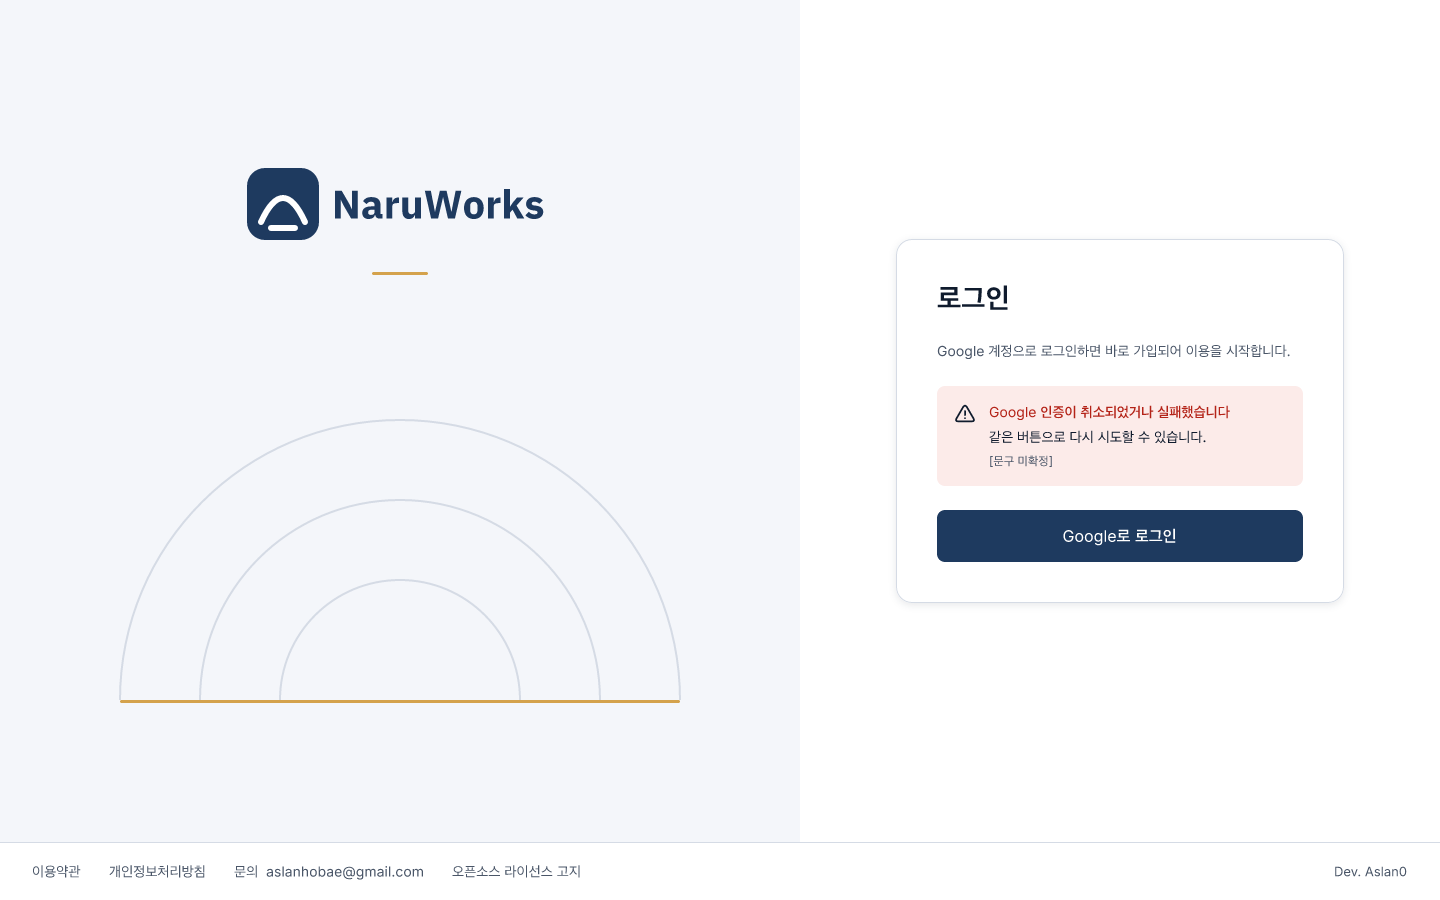 NaruWorks
로그인
Google 계정으로 로그인하면 바로 가입되어 이용을 시작합니다.
Google 인증이 취소되었거나 실패했습니다
같은 버튼으로 다시 시도할 수 있습니다.
[문구 미확정]
Google로 로그인
이용약관 개인정보처리방침 문의 aslanhobae@gmail.com 오픈소스 라이선스 고지 Dev. Aslan0